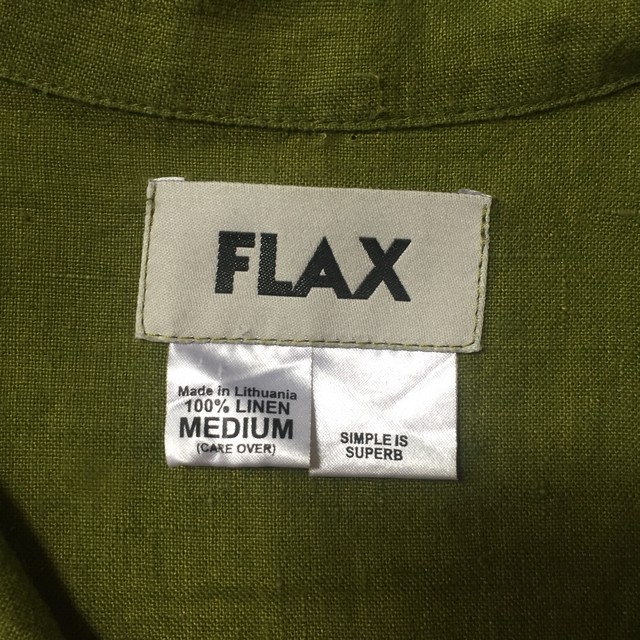 FLAX
Made in Lithuania
100% LINEN
MEDIUM
(CARE OVER)
SIMPLE IS
SUPERB